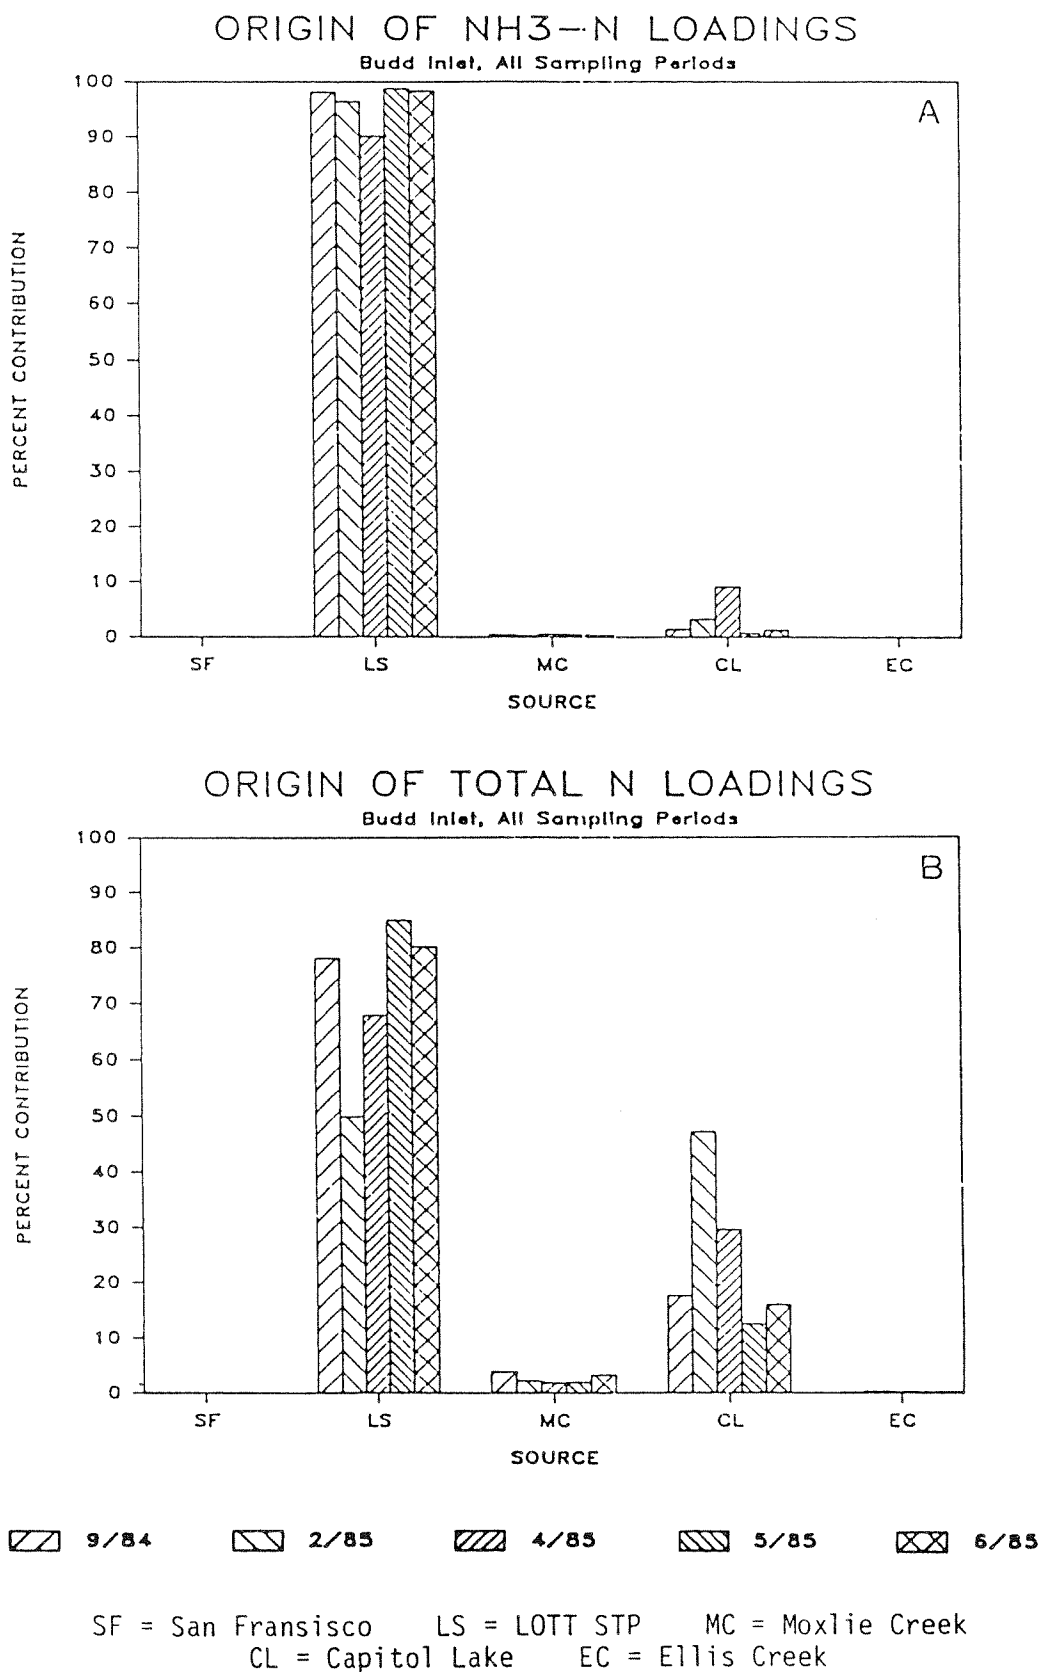 ORIGIN OF NH3-N LOADINGS
Budd Inlet, All Sampling Periods
A
PERCENT CONTRIBUTION
100
90
80
70
60
50
40
30
20
10
0
SF LS MC CL EC
SOURCE
ORIGIN OF TOTAL N LOADINGS
Budd Inlet, All Sampling Periods
B
PERCENT CONTRIBUTION
100
90
80
70
60
50
40
30
20
10
0
SF LS MC CL EC
SOURCE
9/84 2/85 4/85 5/85 6/85
SF = San Fransisco LS = LOTT STP MC = Moxlie Creek
CL = Capitol Lake EC = Ellis Creek